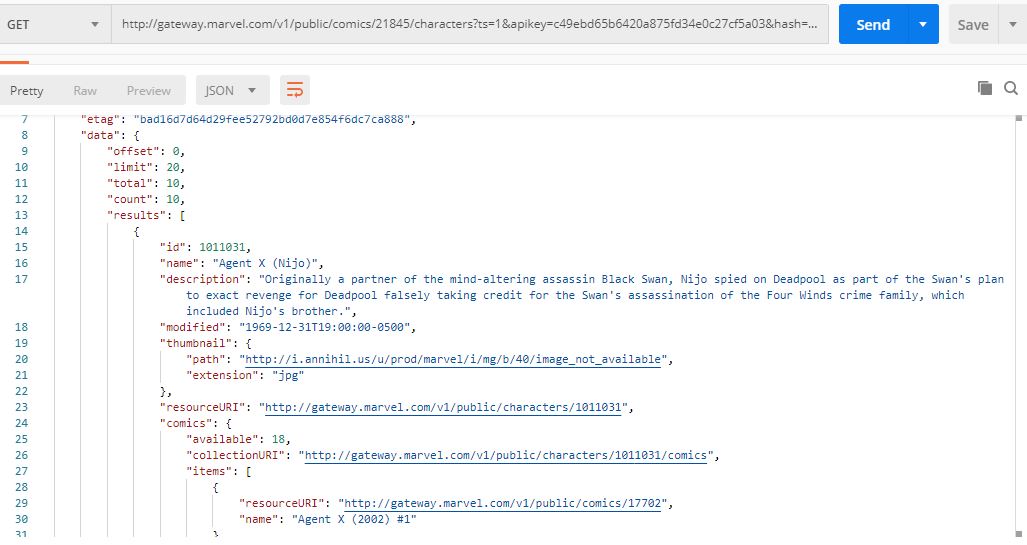 GET http://gateway.marvel.com/v1/public/comics/21845/characters?ts=1&apikey=c49ebd65b6420a875fd34e0c27cf5a03&hash=... Send Save
Pretty Raw Preview JSON
7 "etag": "bad16d7d64d29fee52792bd0d7e854f6dc7ca888",
8 "data": {
9 "offset": 0,
10 "limit": 20,
11 "total": 10,
12 "count": 10,
13 "results": [
14 {
15 "id": 1011031,
16 "name": "Agent X (Nijo)",
17 "description": "Originally a partner of the mind-altering assassin Black Swan, Nijo spied on Deadpool as part of the Swan's plan
to exact revenge for Deadpool falsely taking credit for the Swan's assassination of the Four Winds crime family, which
included Nijo's brother.",
18 "modified": "1969-12-31T19:00:00-0500",
19 "thumbnail": {
20 "path": "http://i.annihil.us/u/prod/marvel/i/mg/b/40/image_not_available",
21 "extension": "jpg"
22 },
23 "resourceURI": "http://gateway.marvel.com/v1/public/characters/1011031",
24 "comics": {
25 "available": 18,
26 "collectionURI": "http://gateway.marvel.com/v1/public/characters/1011031/comics",
27 "items": [
28 {
29 "resourceURI": "http://gateway.marvel.com/v1/public/comics/17702",
30 "name": "Agent X (2002) #1"
31 }